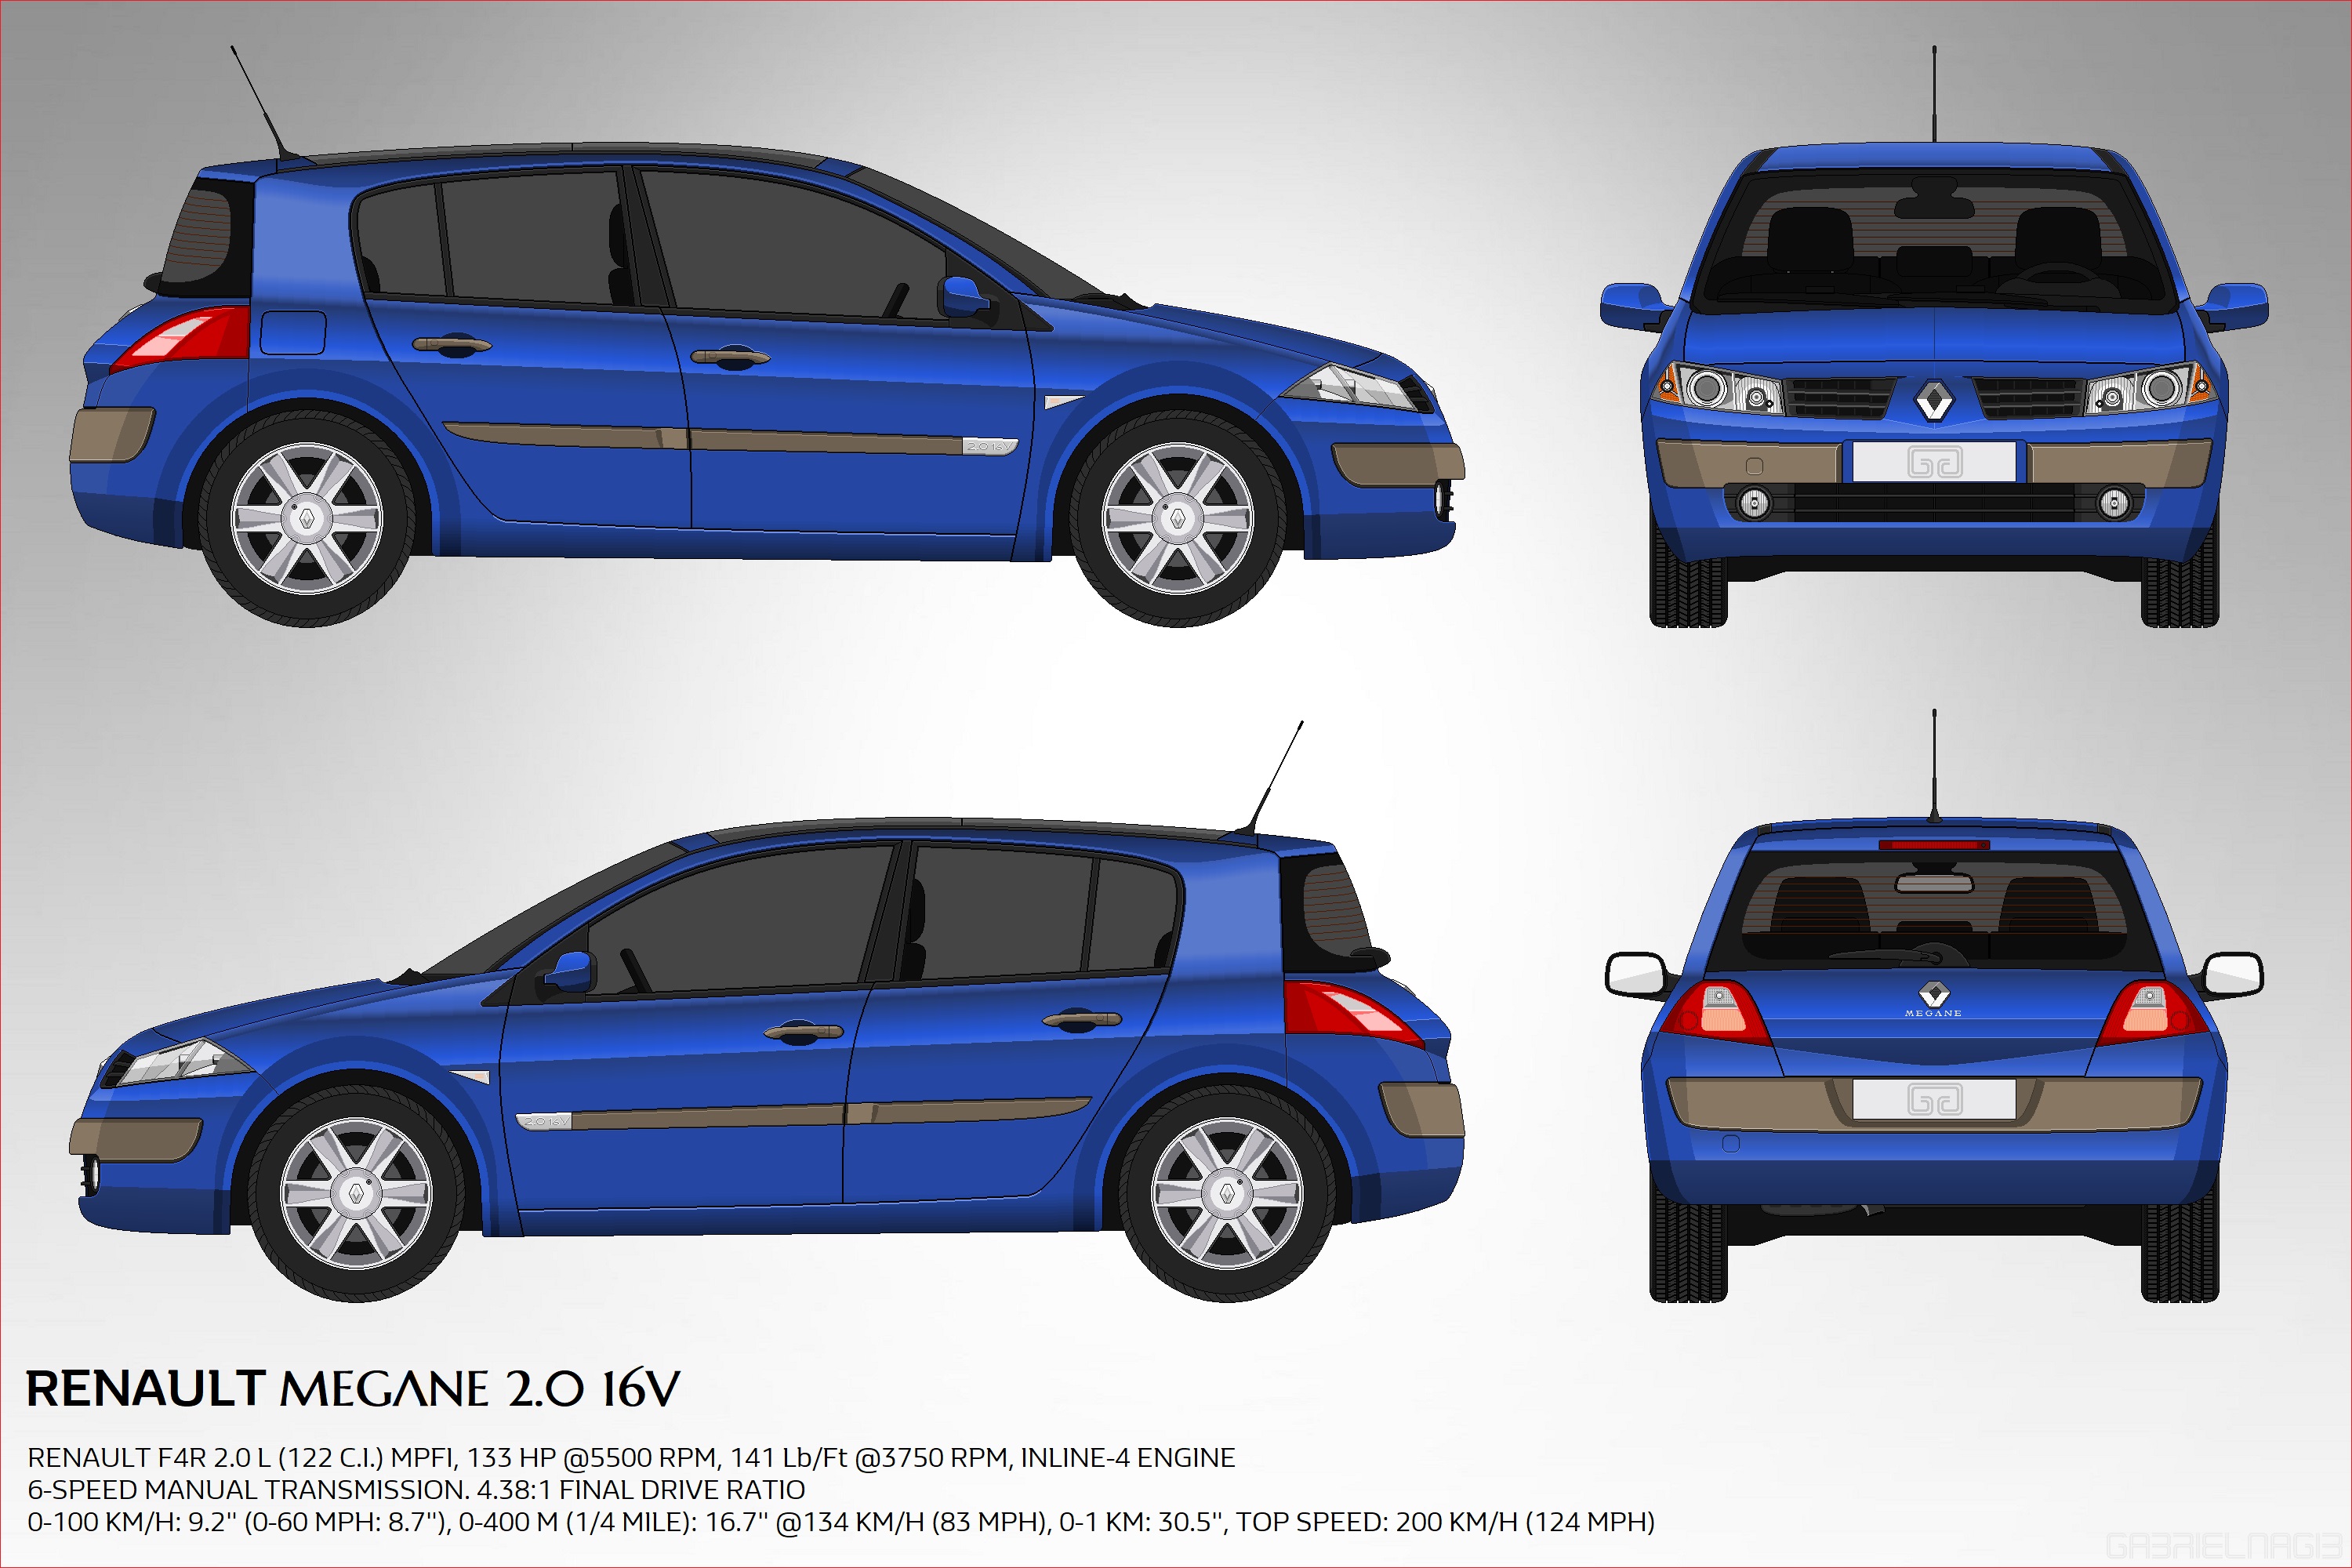 2.0 16V
2.0 16V
MEGANE
RENAULT MEGANE 2.0 16V
RENAULT F4R 2.0 L (122 C.I.) MPFI, 133 HP @5500 RPM, 141 Lb/Ft @3750 RPM, INLINE-4 ENGINE
6-SPEED MANUAL TRANSMISSION. 4.38:1 FINAL DRIVE RATIO
0-100 KM/H: 9.2" (0-60 MPH: 8.7"), 0-400 M (1/4 MILE): 16.7" @134 KM/H (83 MPH), 0-1 KM: 30.5", TOP SPEED: 200 KM/H (124 MPH)
GABRIELNAGIB